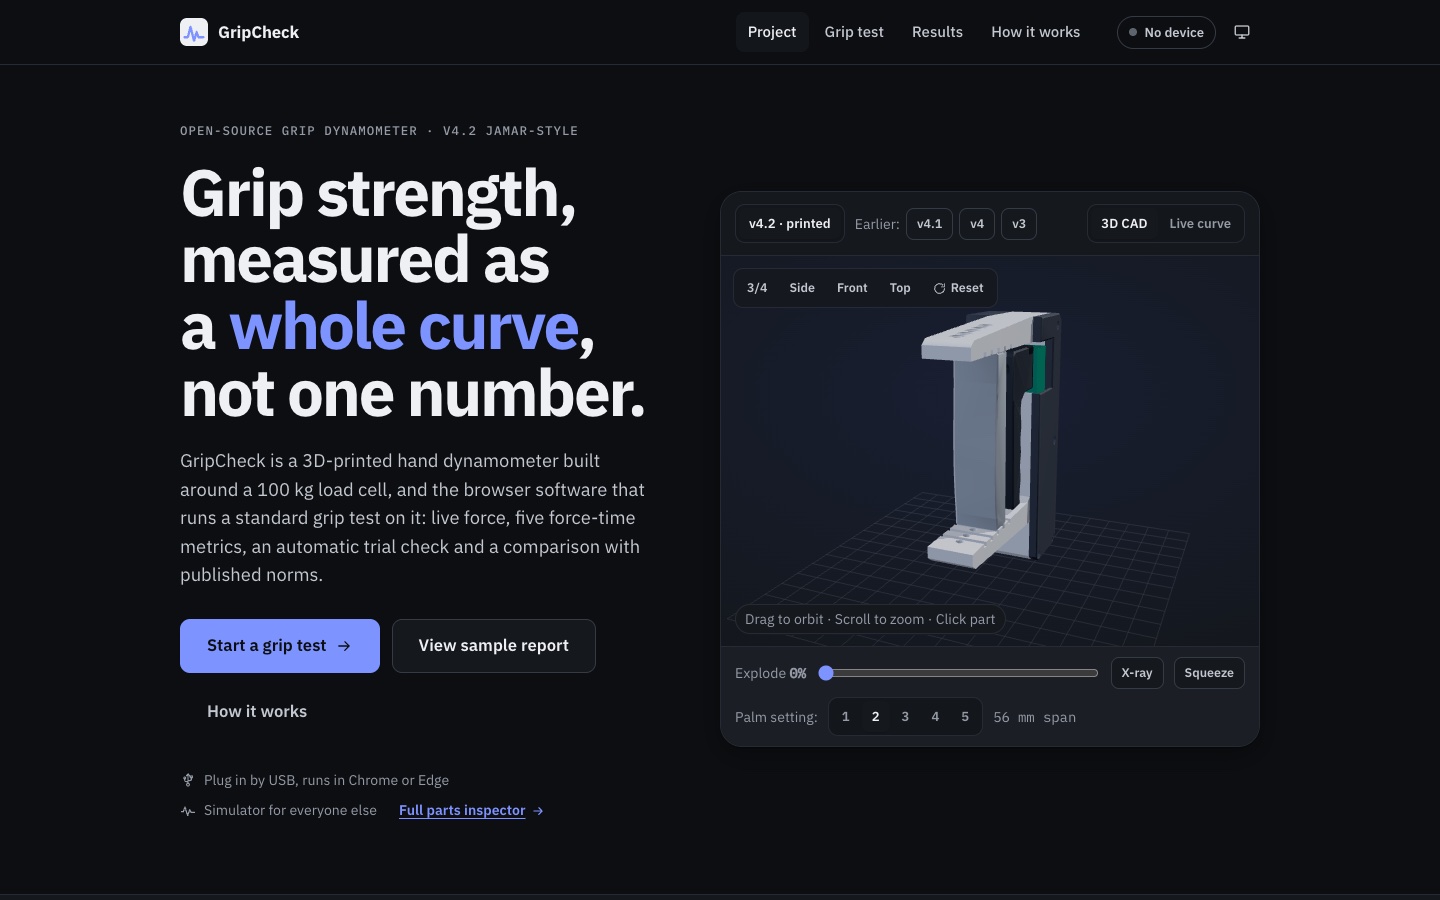 GripCheck
Project
Grip test
Results
How it works
No device
OPEN-SOURCE GRIP DYNAMOMETER · V4.2 JAMAR-STYLE
Grip strength,
measured as
a whole curve,
not one number.
GripCheck is a 3D-printed hand dynamometer built
around a 100 kg load cell, and the browser software that
runs a standard grip test on it: live force, five force-time
metrics, an automatic trial check and a comparison with
published norms.
Start a grip test →
View sample report
How it works
Plug in by USB, runs in Chrome or Edge
Simulator for everyone else
Full parts inspector →
v4.2 · printed
Earlier:
v4.1
v4
v3
3D CAD
Live curve
3/4
Side
Front
Top
Reset
Drag to orbit · Scroll to zoom · Click part
Explode 0%
X-ray
Squeeze
Palm setting:
1
2
3
4
5
56 mm span